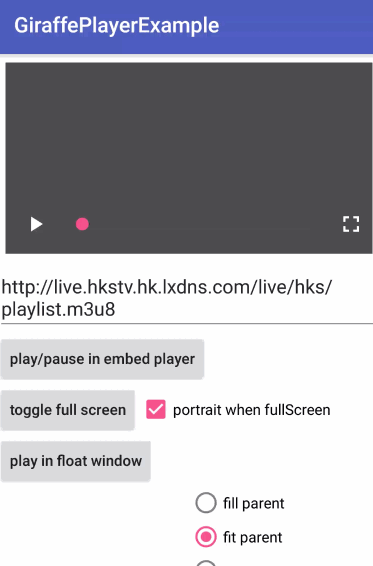 GiraffePlayerExample
http://live.hkstv.hk.lxdns.com/live/hks/
playlist.m3u8
play/pause in embed player
toggle full screen portrait when fullScreen
play in float window
fill parent
fit parent